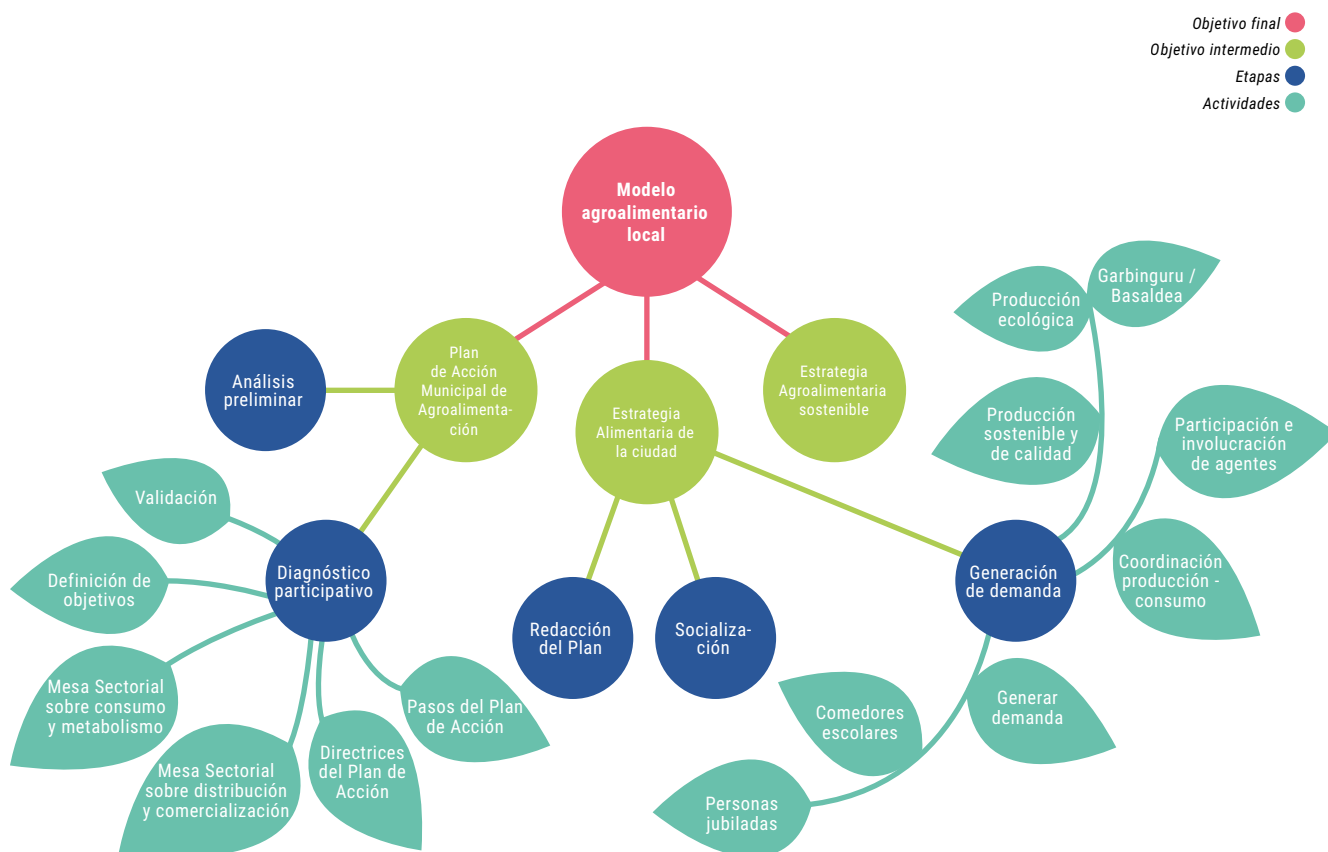 Objetivo final
Objetivo intermedio
Etapas
Actividades
Modelo
agroalimentario
local
Plan
de Acción
Municipal de
Agroalimenta-
ción
Estrategia
Alimentaria de
la ciudad
Estrategia
Agroalimentaria
sostenible
Análisis
preliminar
Diagnóstico
participativo
Validación
Definición de
objetivos
Mesa Sectorial
sobre consumo
y metabolismo
Mesa Sectorial
sobre distribución
y comercialización
Directrices
del Plan de
Acción
Pasos del Plan
de Acción
Redacción
del Plan
Socializa-
ción
Generación
de demanda
Producción
ecológica
Garbinguru /
Basaldea
Producción
sostenible y
de calidad
Participación e
involucración
de agentes
Coordinación
producción -
consumo
Generar
demanda
Comedores
escolares
Personas
jubiladas